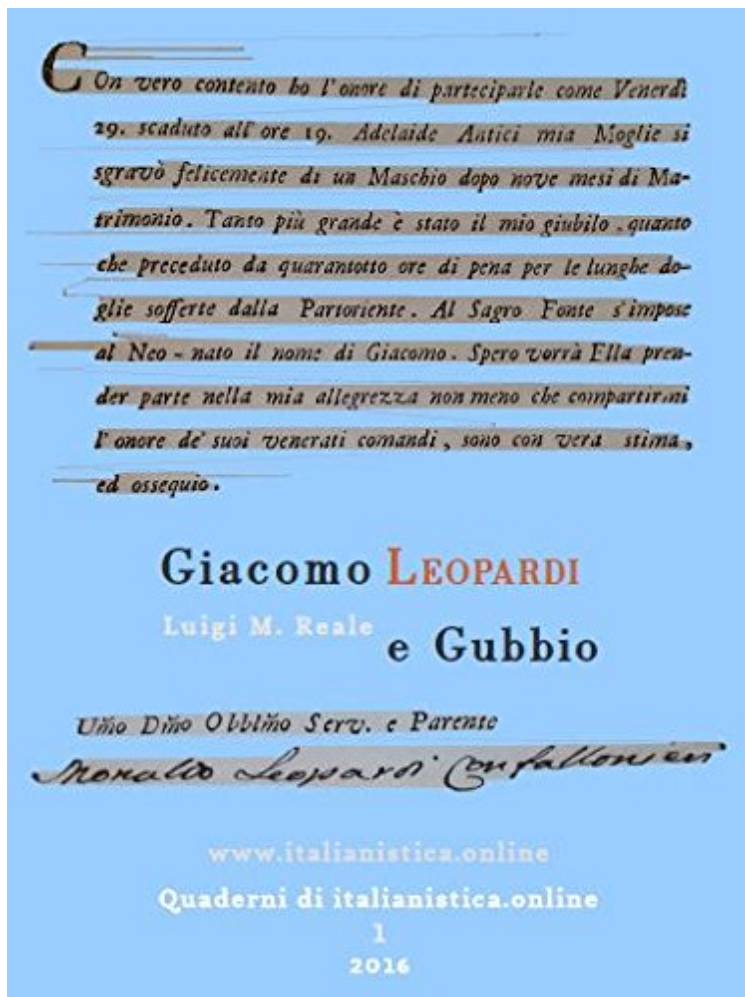 COn vero contento ho l'onore di parteciparle come Venerdì
29. scaduto all'ore 19. Adelaide Antici mia Moglie si
sgravò felicemente di un Maschio dopo nove mesi di Ma-
trimonio. Tanto più grande è stato il mio giubilo, quanto
che preceduto da quarantotto ore di pena per le lunghe do-
glie sofferte dalla Partoriente. Al Sagro Fonte s'impose
al Neo-nato il nome di Giacomo. Spero vorrà Ella pren-
der parte nella mia allegrezza non meno che compartirmi
l'onore de' suoi venerati comandi, sono con vera stima,
ed ossequio.
Giacomo LEOPARDI
Luigi M. Reale
e Gubbio
Um̃o Dm̃o Obblm̃o Serv. e Parente
Monaldo Leopardi Confallonieri
www.italianistica.online
Quaderni di italianistica.online
1
2016